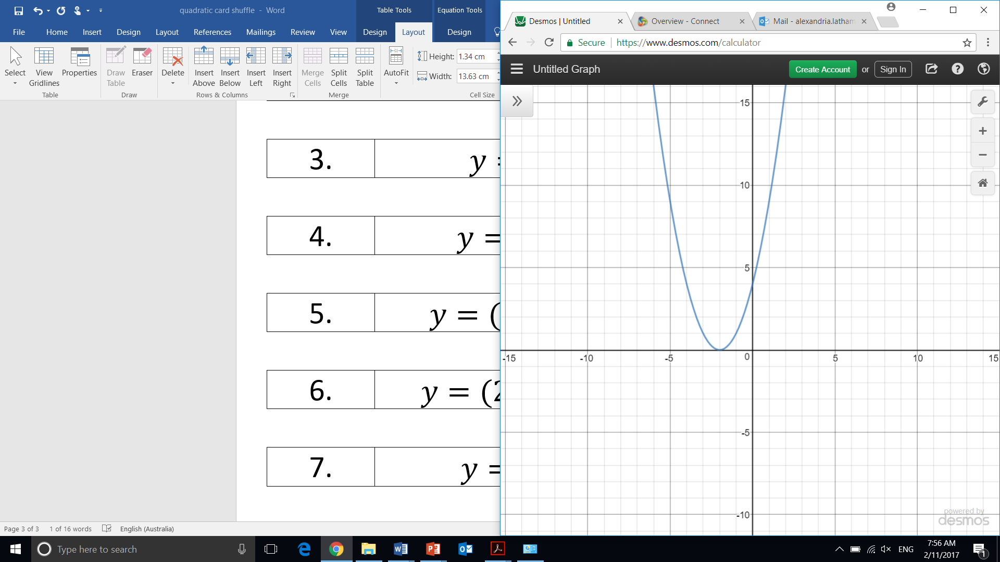 quadratic card shuffle - Word
Table Tools
Equation Tools
File Home Insert Design Layout References Mailings Review View Design Layout Design
Select
View Gridlines
Properties
Table
Draw Table
Eraser
Draw
Delete
Insert Above
Insert Below
Insert Left
Insert Right
Rows & Columns
Merge Cells
Split Cells
Split Table
Merge
AutoFit
Height: 1.34 cm
Width: 13.63 cm
Cell Size
3. y =
4. y =
5. y = (
6. y = (2
7. y =
Page 3 of 3 1 of 16 words English (Australia)
Desmos | Untitled
Overview - Connect
Mail - alexandria.latham
Secure https://www.desmos.com/calculator
Untitled Graph
Create Account or Sign In
15
10
5
-15 -10 -5 0 5 10 15
-5
-10
powered by
desmos
Type here to search
ENG
7:56 AM
2/11/2017
1